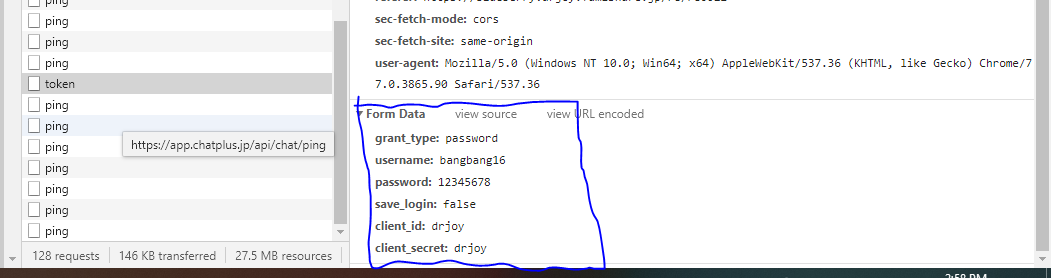 ping
ping
ping
ping
token
ping
ping
ping
https://app.chatplus.jp/api/chat/ping
ping
ping
ping
ping
128 requests
146 KB transferred
27.5 MB resources
sec-fetch-mode: cors
sec-fetch-site: same-origin
user-agent: Mozilla/5.0 (Windows NT 10.0; Win64; x64) AppleWebKit/537.36 (KHTML, like Gecko) Chrome/7
7.0.3865.90 Safari/537.36
Form Data view source view URL encoded
grant_type: password
username: bangbang16
password: 12345678
save_login: false
client_id: drjoy
client_secret: drjoy